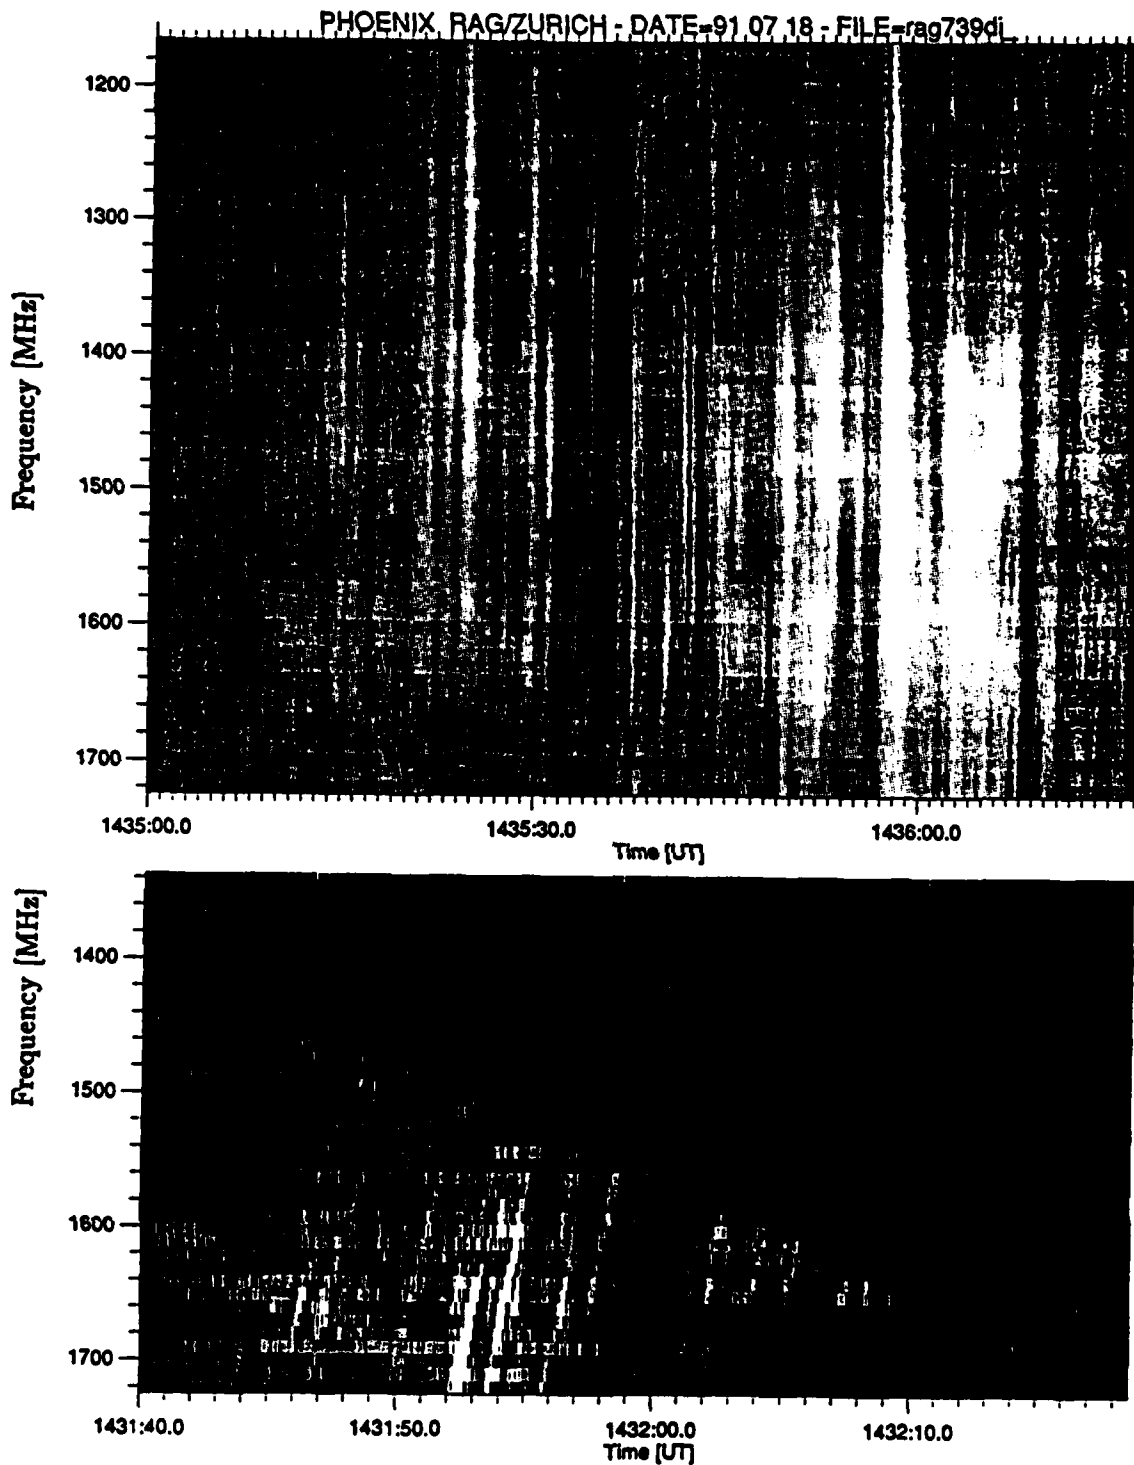 PHOENIX RAG/ZURICH - DATE=91 07 18 - FILE=rag739di_
Frequency [MHz]
1200
1300
1400
1500
1600
1700
1435:00.0 1435:30.0 1436:00.0
Time [UT]
Frequency [MHz]
1400
1500
1600
1700
1431:40.0 1431:50.0 1432:00.0 1432:10.0
Time [UT]